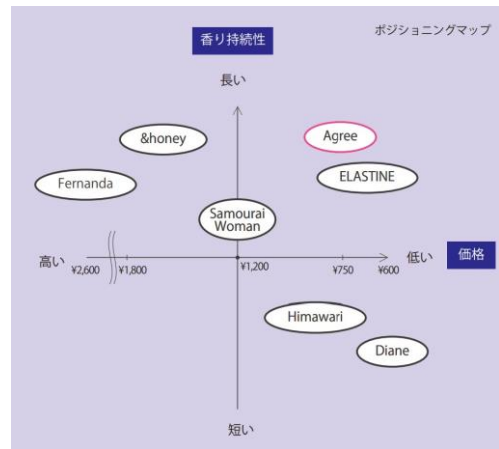 ポジショニングマップ
香り持続性
長い
&honey
Agree
Fernanda
ELASTINE
Samourai
Woman
高い
¥2,600
¥1,800
¥1,200
¥750
¥600
低い
価格
Himawari
Diane
短い